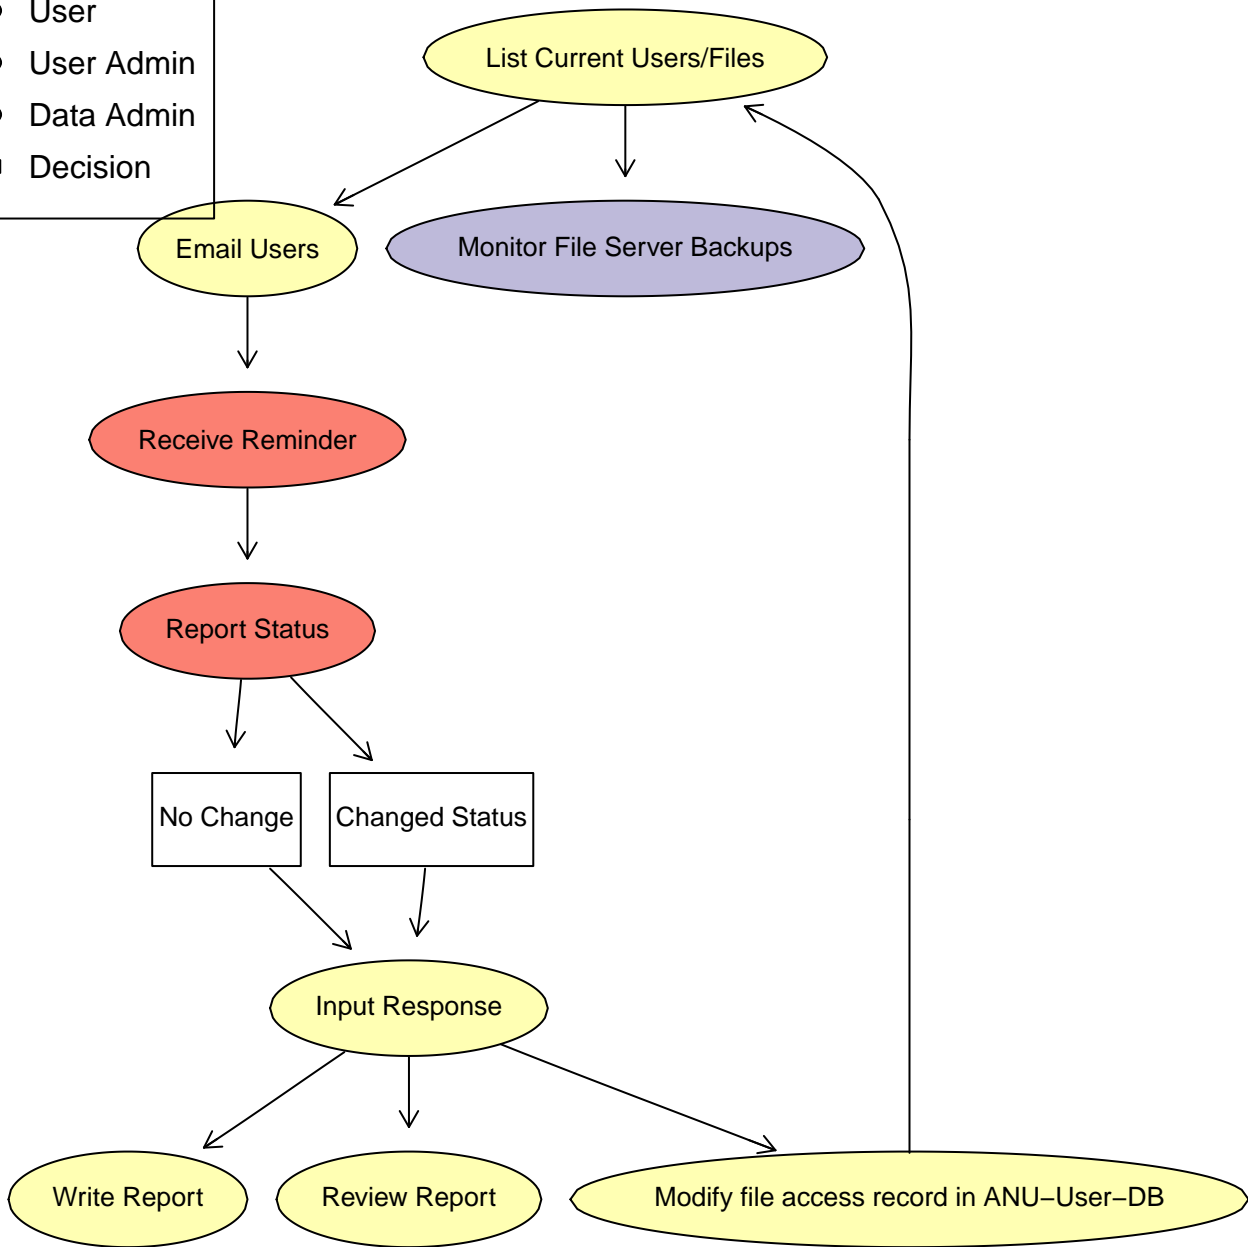 User
User Admin
Data Admin
Decision
List Current Users/Files
Email Users
Monitor File Server Backups
Receive Reminder
Report Status
No Change
Changed Status
Input Response
Write Report
Review Report
Modify file access record in ANU−User−DB